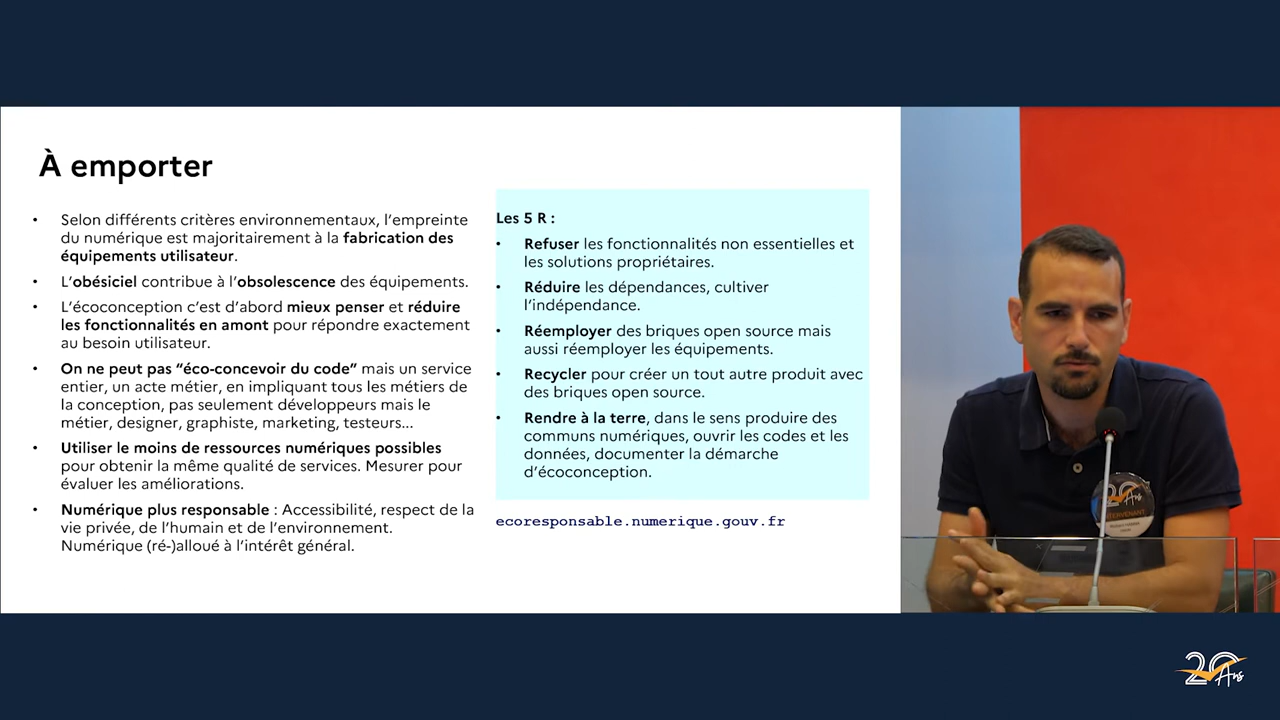 À emporter
• Selon différents critères environnementaux, l’empreinte
du numérique est majoritairement à la fabrication des
équipements utilisateur.
• L’obésiciel contribue à l’obsolescence des équipements.
• L’écoconception c’est d’abord mieux penser et réduire
les fonctionnalités en amont pour répondre exactement
au besoin utilisateur.
• On ne peut pas “éco-concevoir du code” mais un service
entier, un acte métier, en impliquant tous les métiers de
la conception, pas seulement développeurs mais le
métier, designer, graphiste, marketing, testeurs...
• Utiliser le moins de ressources numériques possibles
pour obtenir la même qualité de services. Mesurer pour
évaluer les améliorations.
• Numérique plus responsable : Accessibilité, respect de la
vie privée, de l’humain et de l’environnement.
Numérique (ré-)alloué à l’intérêt général.
Les 5 R :
• Refuser les fonctionnalités non essentielles et
les solutions propriétaires.
• Réduire les dépendances, cultiver
l’indépendance.
• Réemployer des briques open source mais
aussi réemployer les équipements.
• Recycler pour créer un tout autre produit avec
des briques open source.
• Rendre à la terre, dans le sens produire des
communs numériques, ouvrir les codes et les
données, documenter la démarche
d’écoconception.
ecoresponsable.numerique.gouv.fr
20
Ans
INTERVENANT
20
Ans